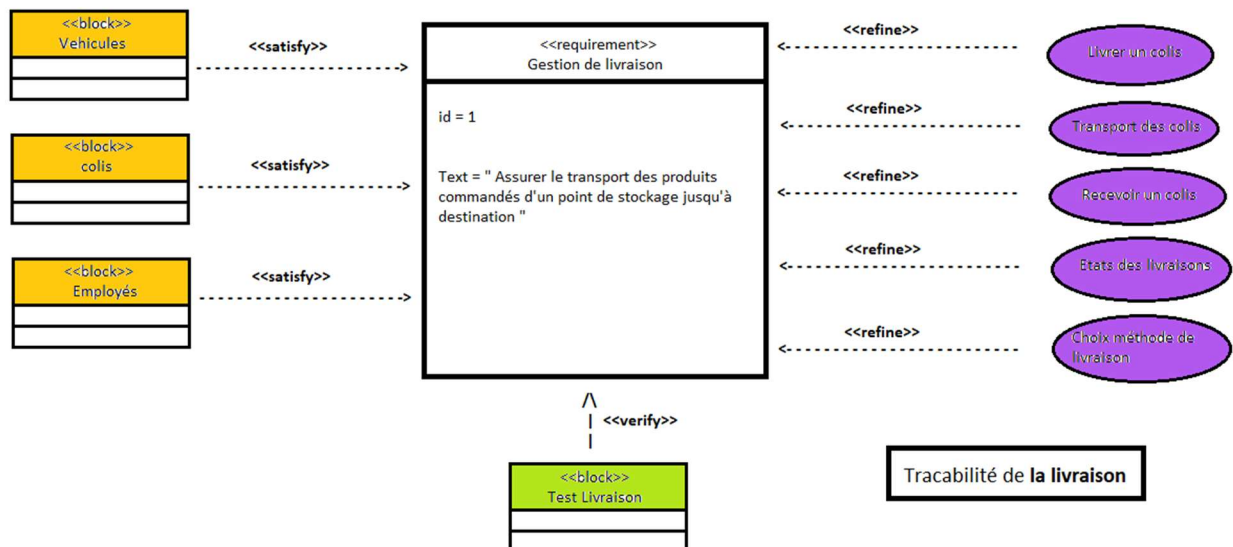 <<block>>
Vehicules
<<satisfy>>
<<block>>
colis
<<satisfy>>
<<block>>
Employés
<<satisfy>>
<<requirement>>
Gestion de livraison
id = 1
Text = " Assurer le transport des produits
commandés d'un point de stockage jusqu'à
destination "
<<refine>>
Livrer un colis
<<refine>>
Transport des colis
<<refine>>
Recevoir un colis
<<refine>>
Etats des livraisons
<<refine>>
Choix méthode de
livraison
<<verify>>
<<block>>
Test Livraison
Tracabilité de la livraison